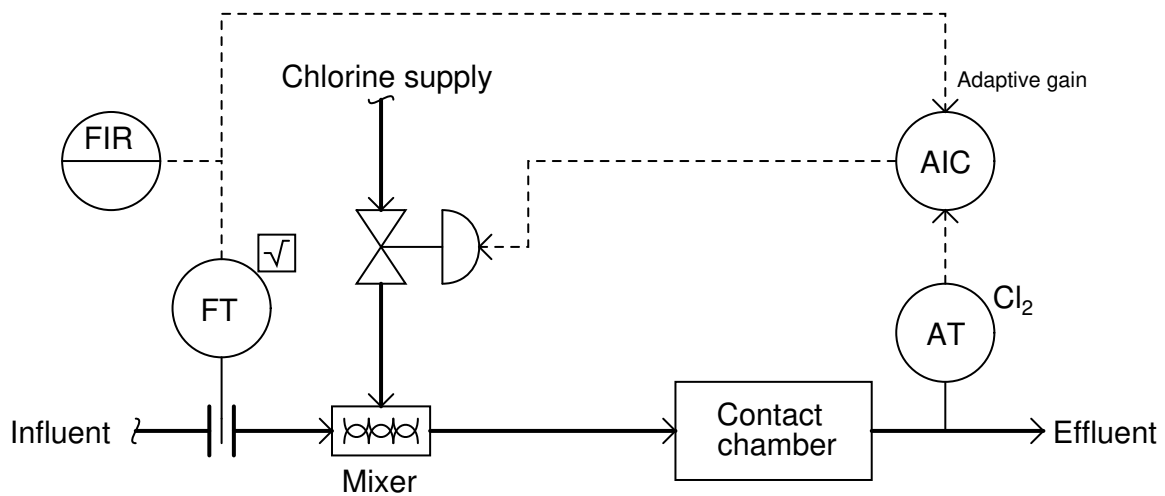 Chlorine supply
Adaptive gain
FIR
AIC
√
FT
Cl₂
AT
Influent
Contact
chamber
Effluent
Mixer